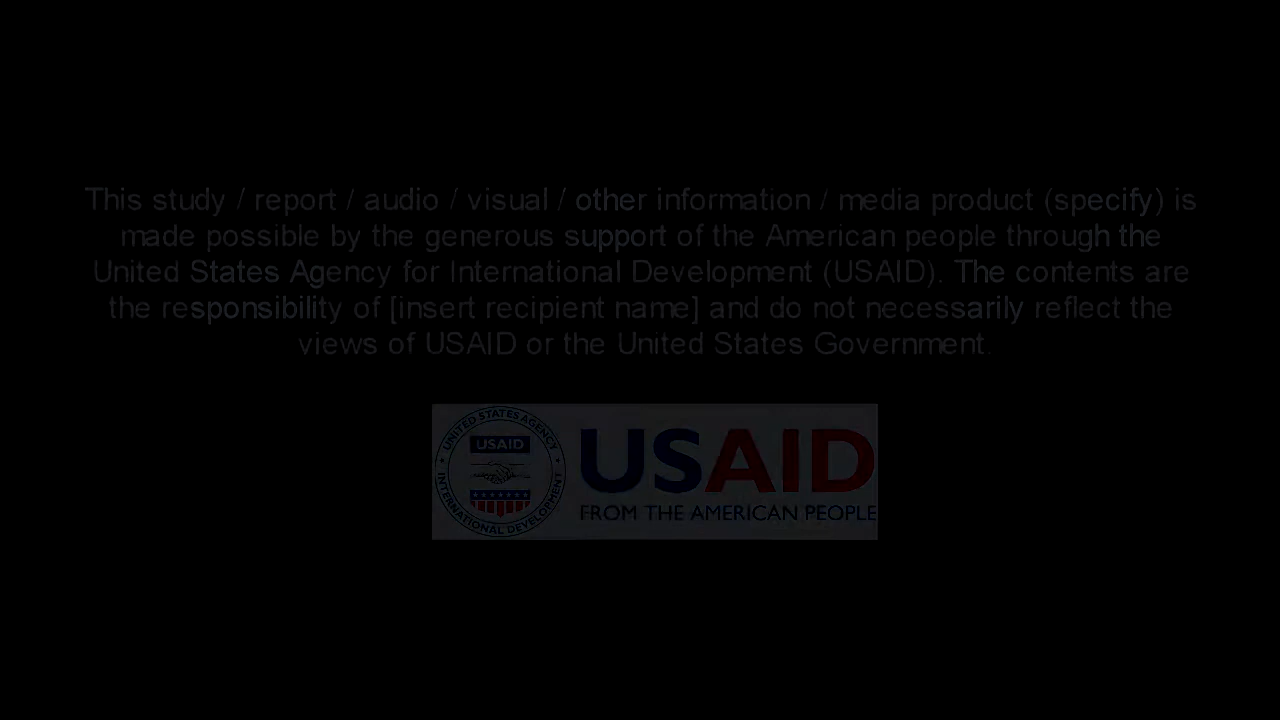 This study / report / audio / visual / other information / media product (specify) is
made possible by the generous support of the American people through the
United States Agency for International Development (USAID). The contents are
the responsibility of [insert recipient name] and do not necessarily reflect the
views of USAID or the United States Government.
UNITED STATES AGENCY
USAID
INTERNATIONAL DEVELOPMENT
USAID
FROM THE AMERICAN PEOPLE